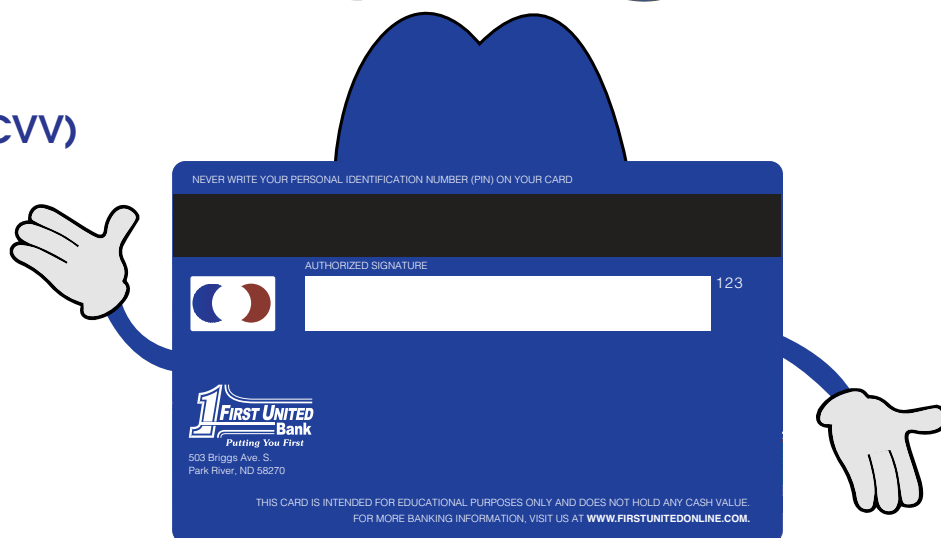 CVV)
NEVER WRITE YOUR PERSONAL IDENTIFICATION NUMBER (PIN) ON YOUR CARD
AUTHORIZED SIGNATURE
123
1 FIRST UNITED
Bank
Putting You First
503 Briggs Ave. S.
Park River, ND 58270
THIS CARD IS INTENDED FOR EDUCATIONAL PURPOSES ONLY AND DOES NOT HOLD ANY CASH VALUE.
FOR MORE BANKING INFORMATION, VISIT US AT WWW.FIRSTUNITEDONLINE.COM.